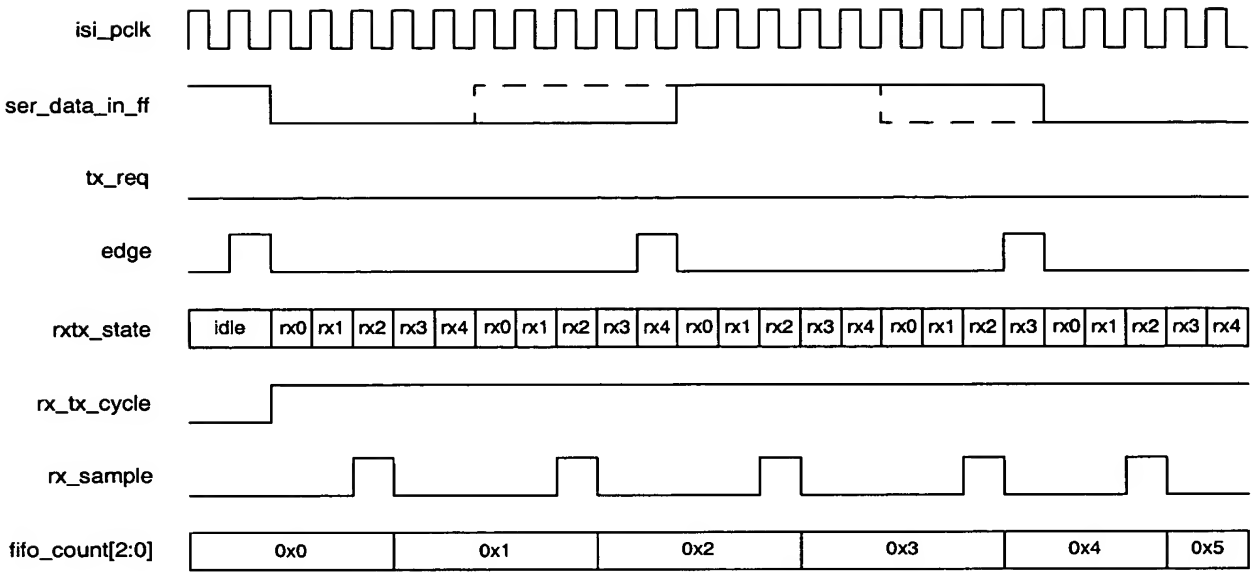 isi_pclk
ser_data_in_ff
tx_req
edge
rxtx_state idle rx0 rx1 rx2 rx3 rx4 rx0 rx1 rx2 rx3 rx4 rx0 rx1 rx2 rx3 rx4 rx0 rx1 rx2 rx3 rx0 rx1 rx2 rx3 rx4
rx_tx_cycle
rx_sample
fifo_count[2:0] 0x0 0x1 0x2 0x3 0x4 0x5